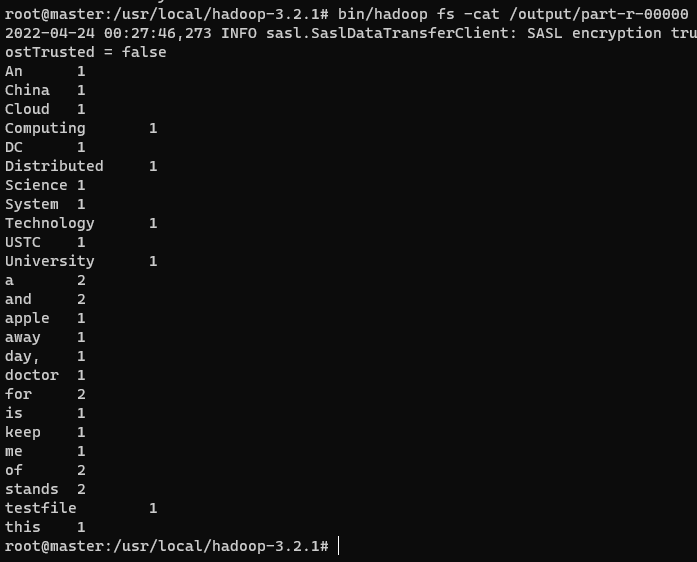 root@master:/usr/local/hadoop-3.2.1# bin/hadoop fs -cat /output/part-r-00000
2022-04-24 00:27:46,273 INFO sasl.SaslDataTransferClient: SASL encryption tru
ostTrusted = false
An 1
China 1
Cloud 1
Computing 1
DC 1
Distributed 1
Science 1
System 1
Technology 1
USTC 1
University 1
a 2
and 2
apple 1
away 1
day, 1
doctor 1
for 2
is 1
keep 1
me 1
of 2
stands 2
testfile 1
this 1
root@master:/usr/local/hadoop-3.2.1#